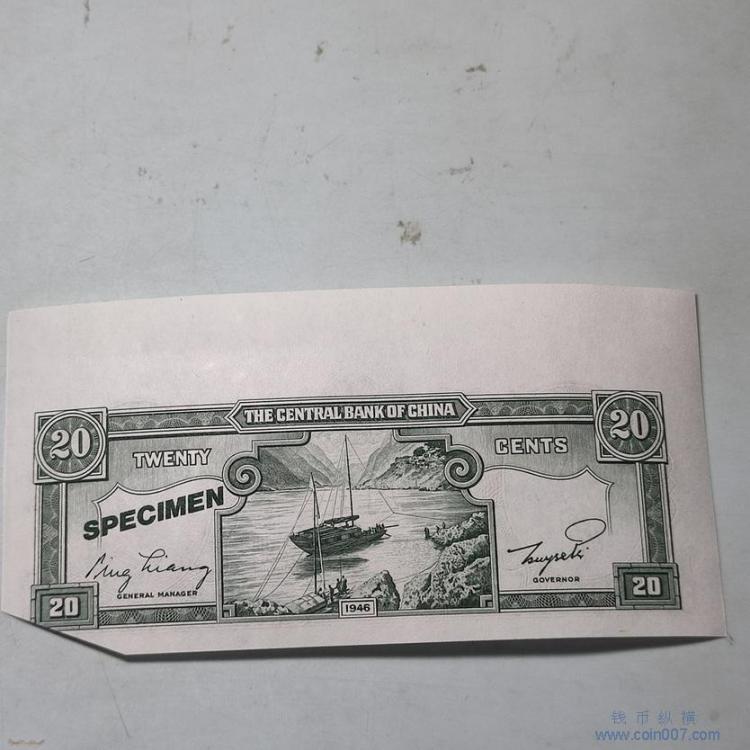 THE CENTRAL BANK OF CHINA
20
20
TWENTY
CENTS
SPECIMEN
GENERAL MANAGER
GOVERNOR
20
1946
20
钱币纵横
www.coin007.com